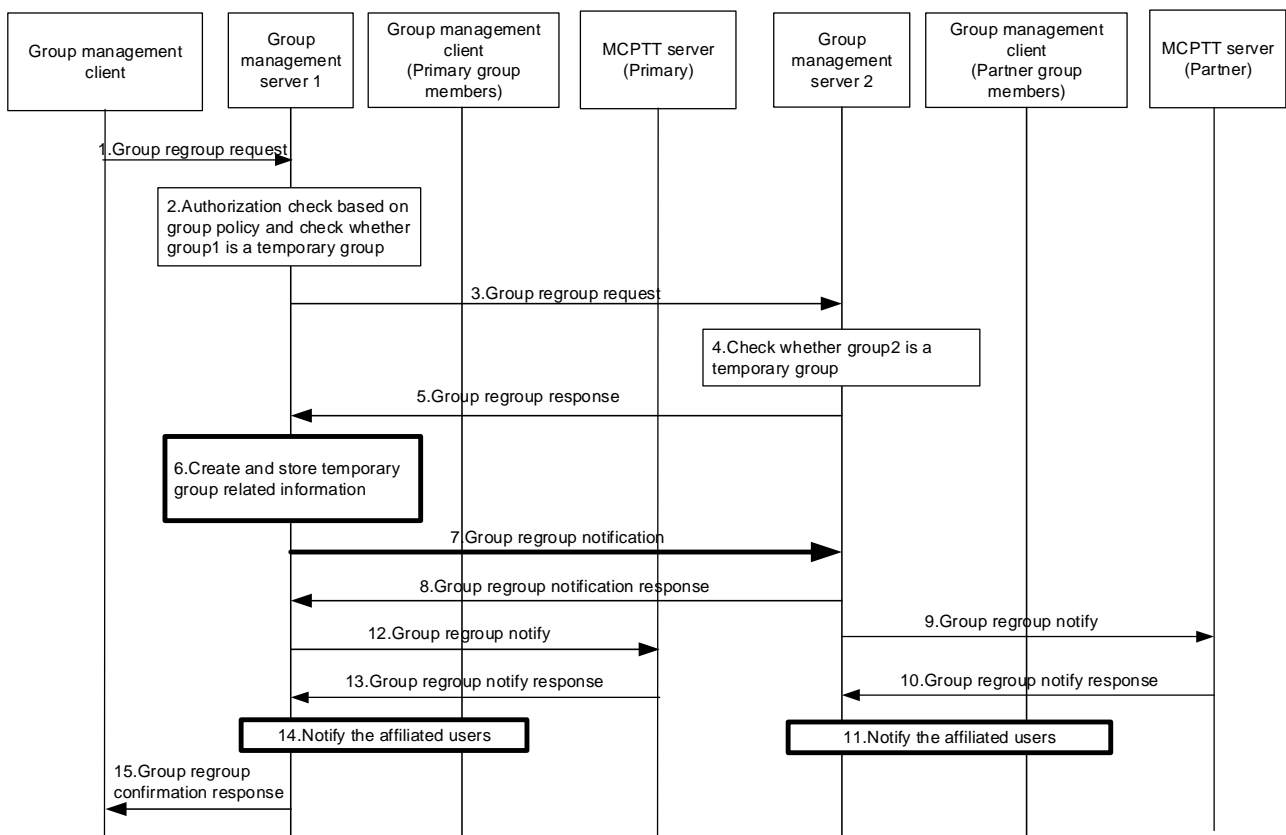 Group management
client
Group
management
server 1
Group management
client
(Primary group
members)
MCPTT server
(Primary)
Group
management
server 2
Group management
client
(Partner group
members)
MCPTT server
(Partner)
1.Group regroup request
2.Authorization check based on
group policy and check whether
group1 is a temporary group
3.Group regroup request
4.Check whether group2 is a
temporary group
5.Group regroup response
6.Create and store temporary
group related information
7.Group regroup notification
8.Group regroup notification response
9.Group regroup notify
12.Group regroup notify
13.Group regroup notify response
10.Group regroup notify response
14.Notify the affiliated users
11.Notify the affiliated users
15.Group regroup
confirmation response